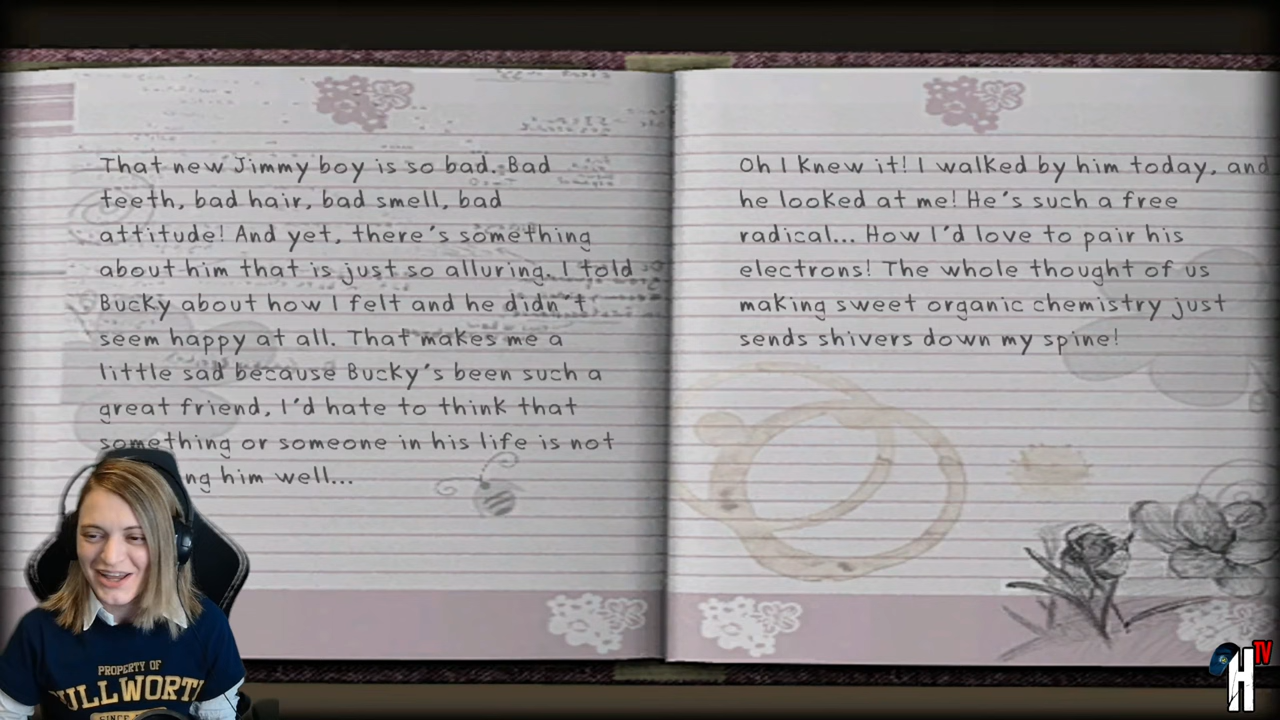 That new Jimmy boy is so bad. Bad
teeth, bad hair, bad smell, bad
attitude! And yet, there's something
about him that is just so alluring. I told
Bucky about how I felt and he didn't
seem happy at all. That makes me a
little sad because Bucky's been such a
great friend, I'd hate to think that
something or someone in his life is not
ng him well...
Oh I knew it! I walked by him today, and
he looked at me! He's such a free
radical... How I'd love to pair his
electrons! The whole thought of us
making sweet organic chemistry just
sends shivers down my spine!
PROPERTY OF
BULLWORTH
SINCE
H TV